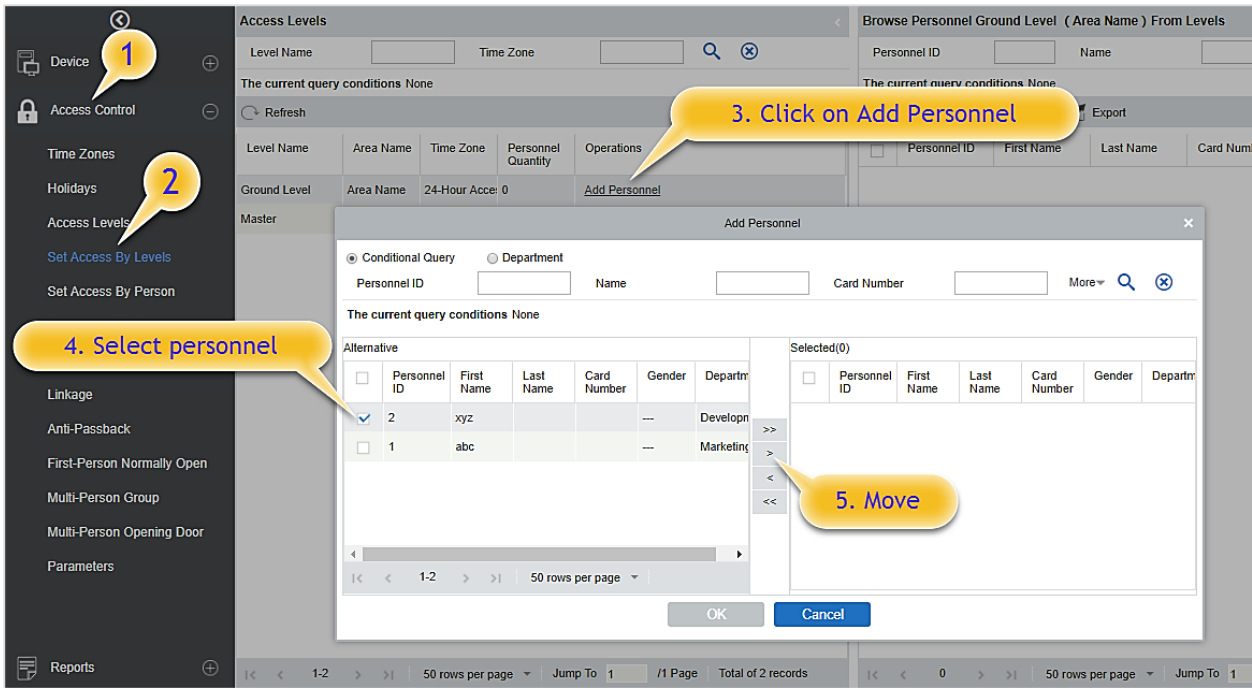 1
Device
Access Control
Time Zones
Holidays
2
Access Levels
Set Access By Levels
Set Access By Person
Linkage
Anti-Passback
First-Person Normally Open
Multi-Person Group
Multi-Person Opening Door
Parameters
Reports
Access Levels
Level Name
Time Zone
The current query conditions None
Refresh
Level Name Area Name Time Zone Personnel Quantity Operations
Ground Level Area Name 24-Hour Acce 0 Add Personnel
Master
3. Click on Add Personnel
Browse Personnel Ground Level ( Area Name ) From Levels
Personnel ID Name
The current query conditions None
Export
Personnel ID First Name Last Name Card Num
Add Personnel
Conditional Query Department
Personnel ID Name Card Number More
The current query conditions None
4. Select personnel
Alternative
Personnel ID First Name Last Name Card Number Gender Departm
2 xyz --- Developm
1 abc --- Marketing
1-2 50 rows per page
>>
>
<
<<
5. Move
Selected(0)
Personnel ID First Name Last Name Card Number Gender Departm
OK Cancel
1-2 50 rows per page Jump To 1 /1 Page Total of 2 records
0 50 rows per page Jump To 1